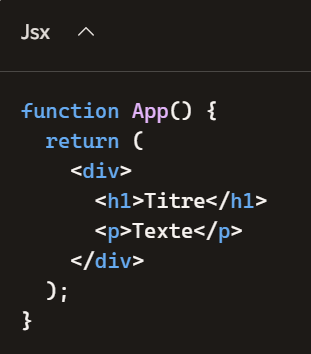 Jsx
function App() {
  return (
    <div>
      <h1>Titre</h1>
      <p>Texte</p>
    </div>
  );
}